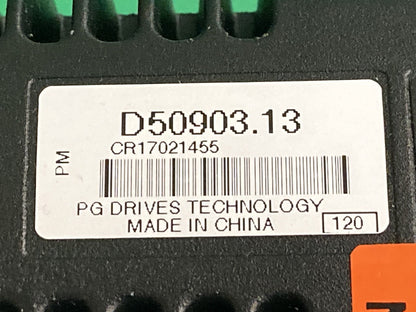 D50903.13
CR17021455
PM
PG DRIVES TECHNOLOGY
MADE IN CHINA
120